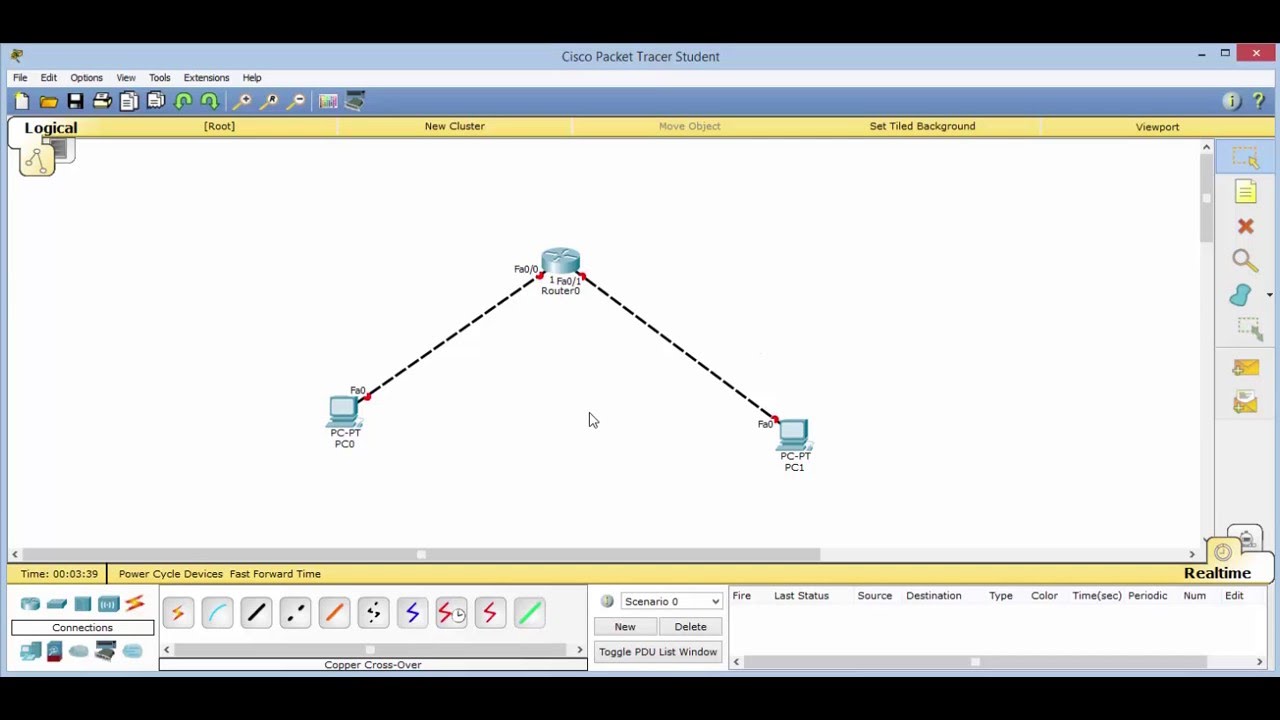 Cisco Packet Tracer Student
File Edit Options View Tools Extensions Help
Logical [Root] New Cluster Move Object Set Tiled Background Viewport
Fa0/0
1 Fa0/1
Router0
Fa0
PC-PT
PC0
Fa0
PC-PT
PC1
Time: 00:03:39 Power Cycle Devices Fast Forward Time
Realtime
Connections
Copper Cross-Over
Scenario 0
New Delete
Toggle PDU List Window
Fire Last Status Source Destination Type Color Time(sec) Periodic Num Edit